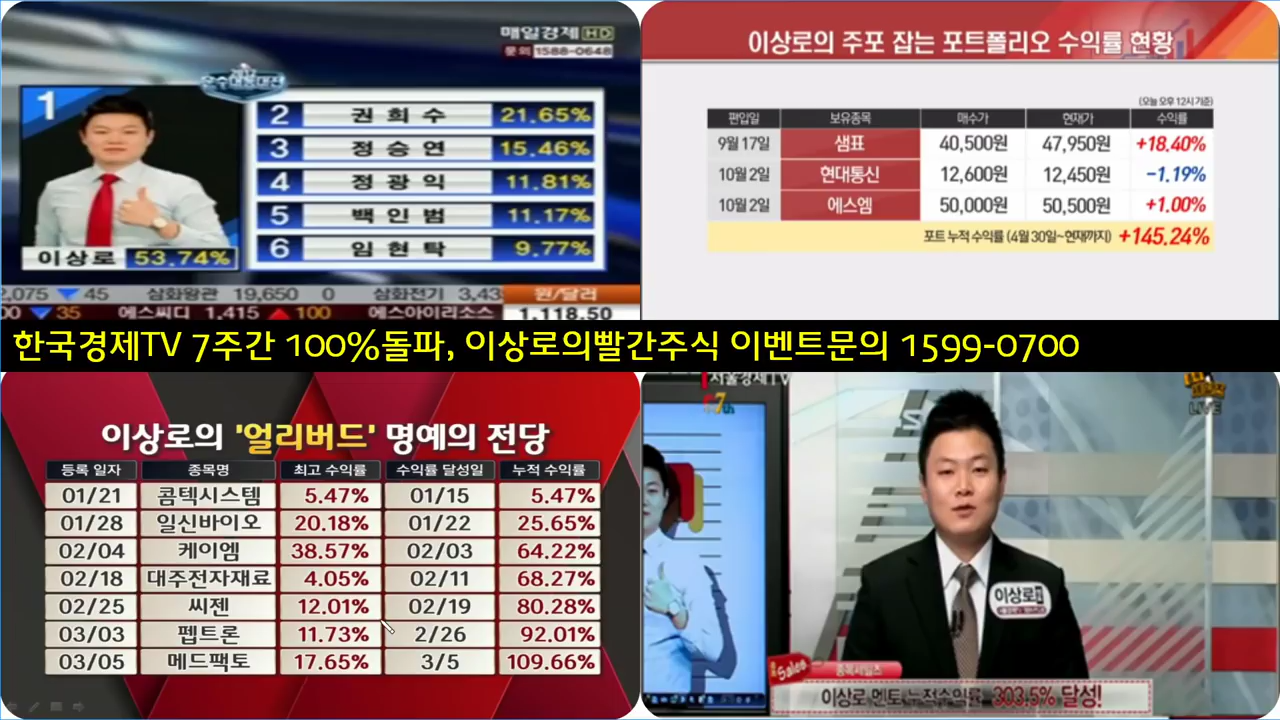 매일경제 HD
문의 1588-0648
우수대통대전
1
이상로 53.74%
2 권희수 21.65%
3 정승연 15.46%
4 정광익 11.81%
5 백인범 11.17%
6 임현탁 9.77%
2,075 ▼ 45 삼화왕관 19,650 0 삼화전기 3,43
원/달러
00 ▼ 35 에스씨디 1,415 ▲ 100 에스아이리소스
1,118.50
이상로의 주포 잡는 포트폴리오 수익률 현황
(오늘 오후 12시 기준)
편입일 보유종목 매수가 현재가 수익률
9월 17일 샘표 40,500원 47,950원 +18.40%
10월 2일 현대통신 12,600원 12,450원 -1.19%
10월 2일 에스엠 50,000원 50,500원 +1.00%
포트 누적 수익률 (4월 30일~현재까지) +145.24%
한국경제TV 7주간 100%돌파, 이상로의빨간주식 이벤트문의 1599-0700
이상로의 '얼리버드' 명예의 전당
등록 일자 종목명 최고 수익률 수익률 달성일 누적 수익률
01/21 콤텍시스템 5.47% 01/15 5.47%
01/28 일신바이오 20.18% 01/22 25.65%
02/04 케이엠 38.57% 02/03 64.22%
02/18 대주전자재료 4.05% 02/11 68.27%
02/25 씨젠 12.01% 02/19 80.28%
03/03 펩트론 11.73% 2/26 92.01%
03/05 메드팩토 17.65% 3/5 109.66%
서울경제TV
7th
LIVE
이상로
Sales
종목세일즈
이상로 멘토 누적수익률 303.5% 달성!